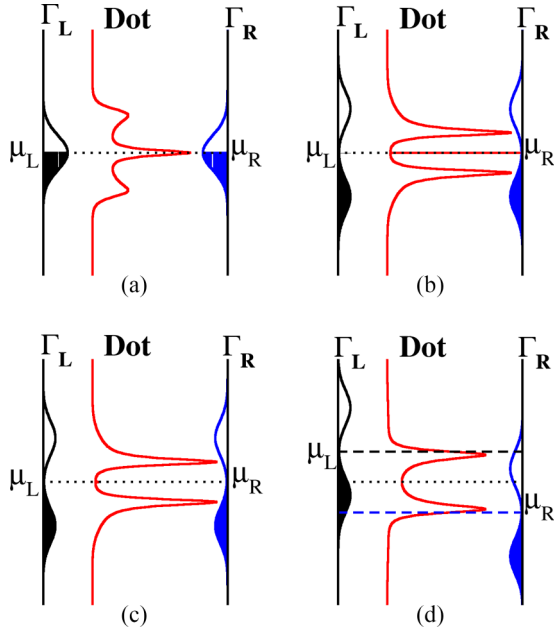 Γ_L Dot Γ_R
μ_L μ_R
(a)
Γ_L Dot Γ_R
μ_L μ_R
(b)
Γ_L Dot Γ_R
μ_L μ_R
(c)
Γ_L Dot Γ_R
μ_L
μ_R
(d)